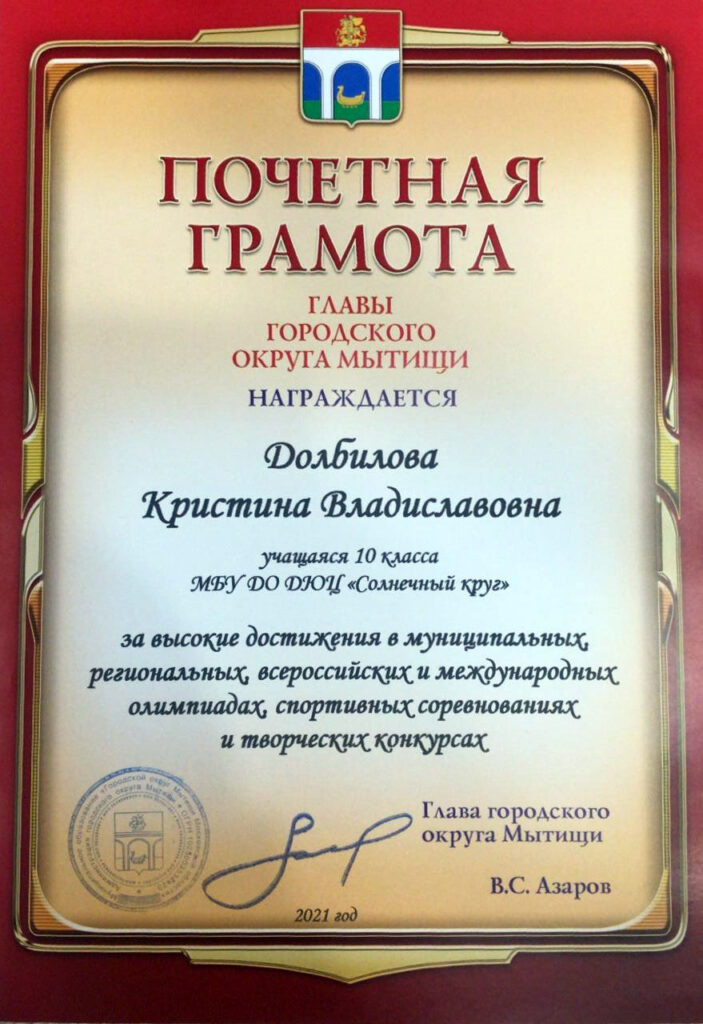 ПОЧЕТНАЯ
ГРАМОТА
ГЛАВЫ
ГОРОДСКОГО
ОКРУГА МЫТИЩИ
НАГРАЖДАЕТСЯ
Долбилова
Кристина Владиславовна
учащаяся 10 класса
МБУ ДО ДЮЦ «Солнечный круг»
за высокие достижения в муниципальных,
региональных, всероссийских и международных
олимпиадах, спортивных соревнованиях
и творческих конкурсах
Глава городского
округа Мытищи
В.С. Азаров
2021 год